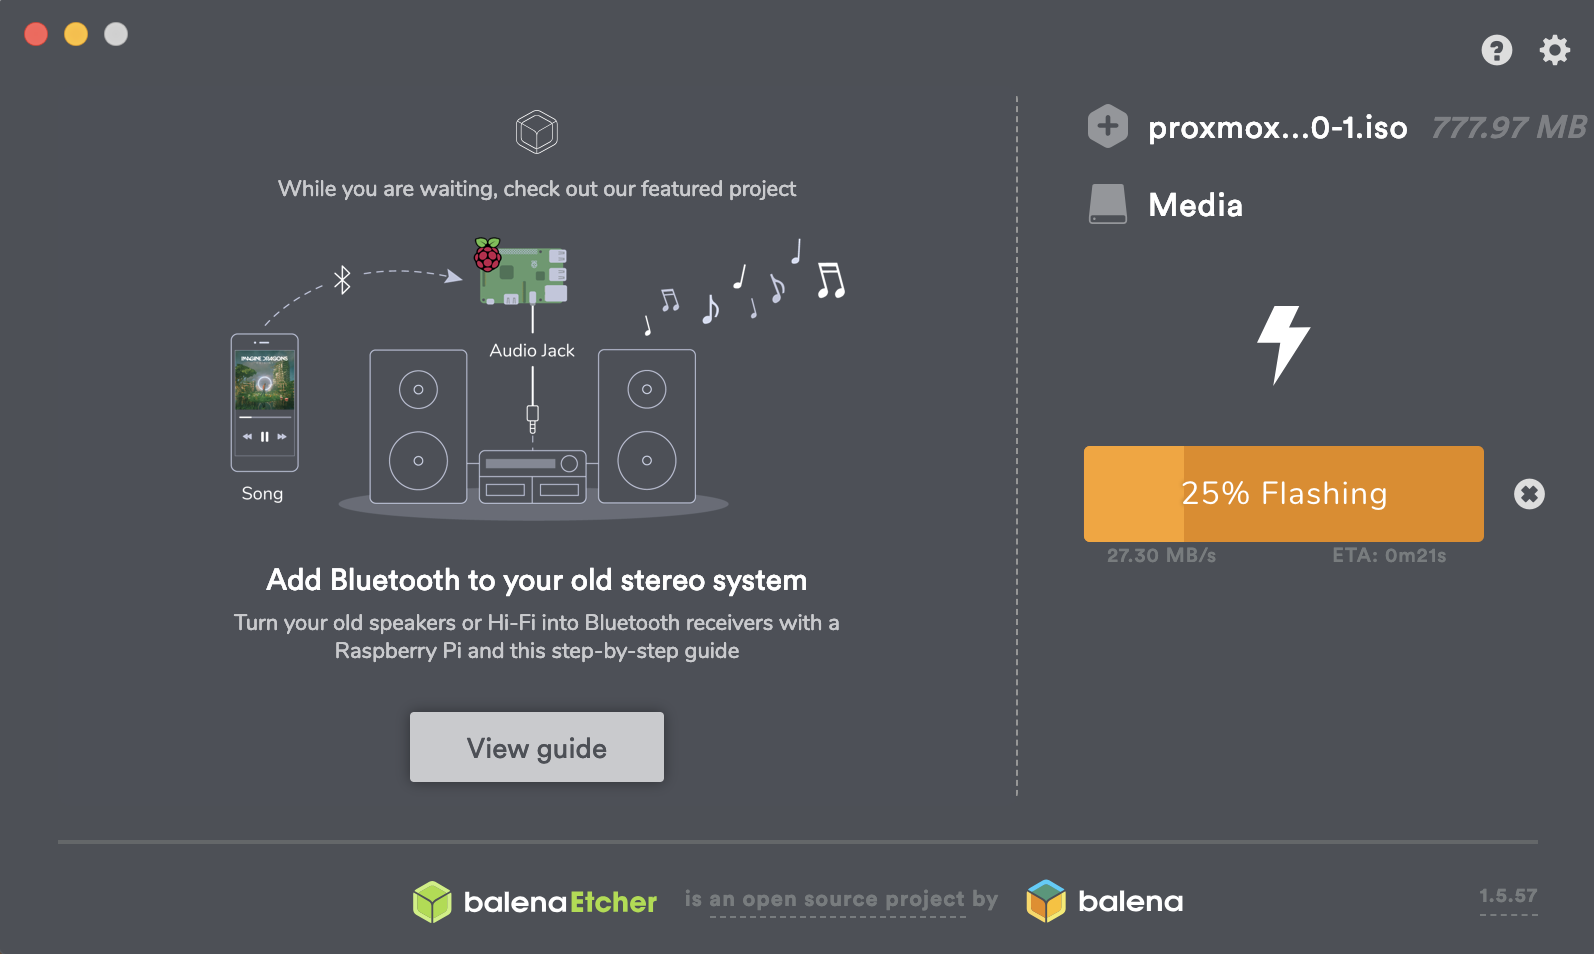 proxmox...0-1.iso 777.97 MB
Media
While you are waiting, check out our featured project
Audio Jack
IMAGINE DRAGONS
Song
25% Flashing
27.30 MB/s ETA: 0m21s
Add Bluetooth to your old stereo system
Turn your old speakers or Hi-Fi into Bluetooth receivers with a
Raspberry Pi and this step-by-step guide
View guide
balenaEtcher is an open source project by balena 1.5.57